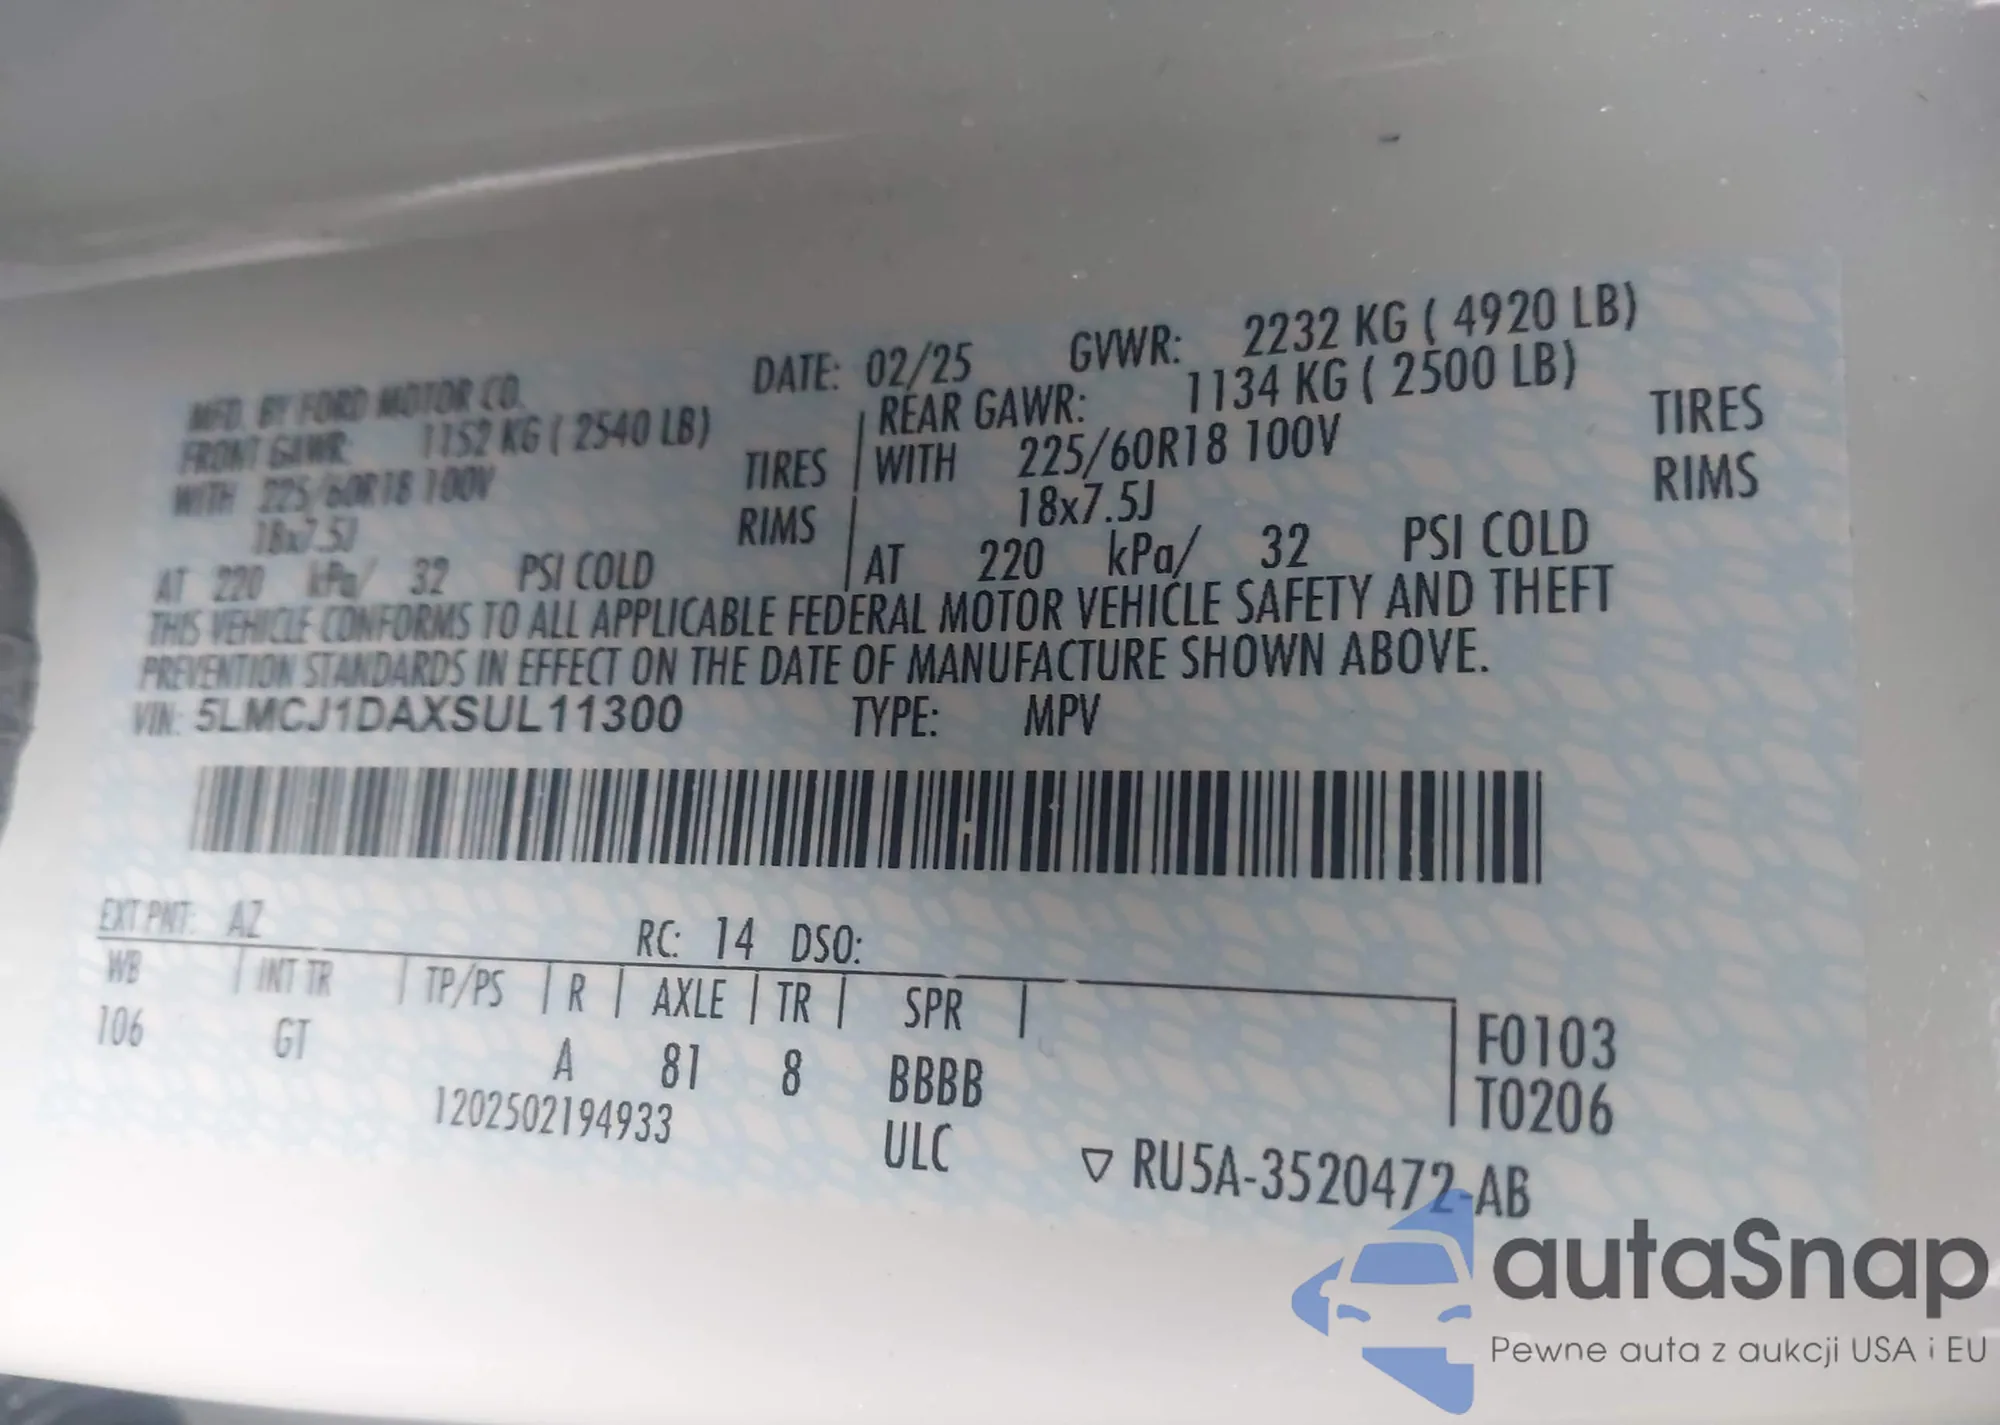 MFD. BY FORD MOTOR CO. DATE: 02/25 GVWR: 2232 KG ( 4920 LB)
FRONT GAWR: 1152 KG ( 2540 LB) REAR GAWR: 1134 KG ( 2500 LB)
WITH 225/60R18 100V TIRES WITH 225/60R18 100V TIRES
18x7.5J RIMS 18x7.5J RIMS
AT 220 kPa/ 32 PSI COLD AT 220 kPa/ 32 PSI COLD
THIS VEHICLE CONFORMS TO ALL APPLICABLE FEDERAL MOTOR VEHICLE SAFETY AND THEFT
PREVENTION STANDARDS IN EFFECT ON THE DATE OF MANUFACTURE SHOWN ABOVE.
VIN: 5LMCJ1DAXSUL11300 TYPE: MPV
EXT PNT: AZ RC: 14 DSO:
WB | INT TR | TP/PS | R | AXLE | TR | SPR |
106 GT A 81 8 BBBB
F0103
T0206
1202502194933 ULC ▽ RU5A-3520472-AB
autaSnap
Pewne auta z aukcji USA i EU